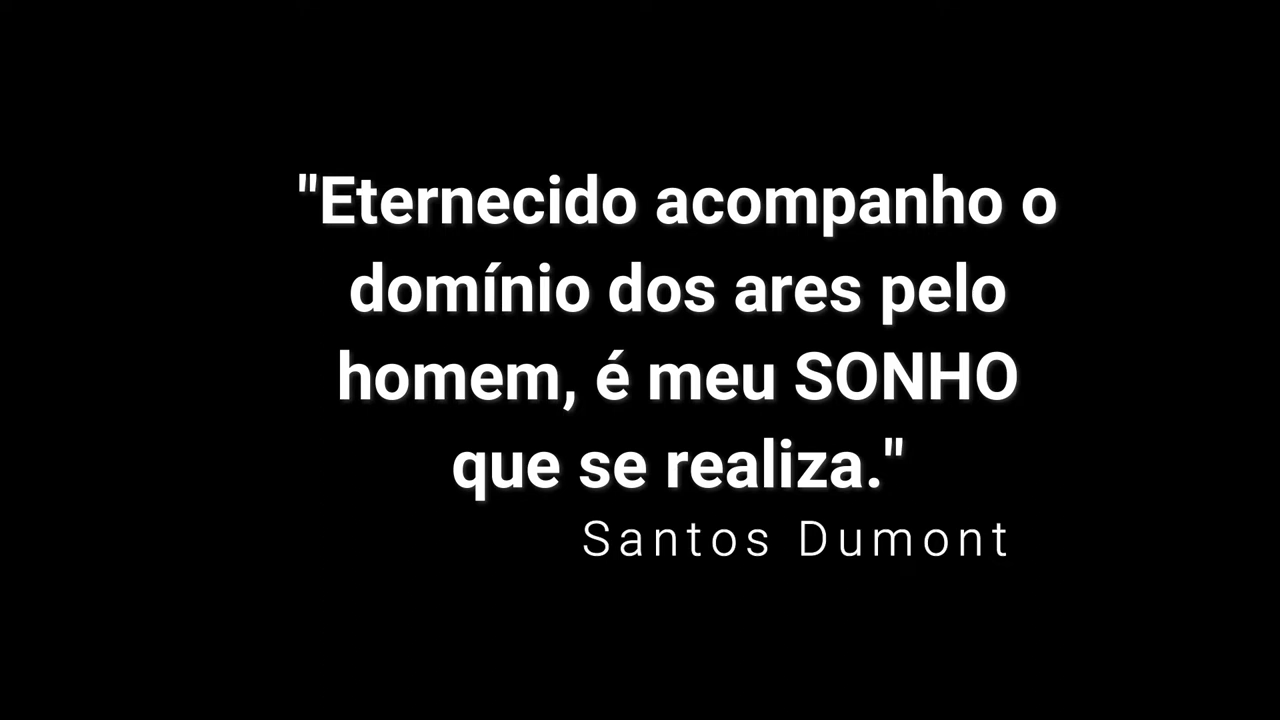 "Eternecido acompanho o
domínio dos ares pelo
homem, é meu SONHO
que se realiza."
Santos Dumont